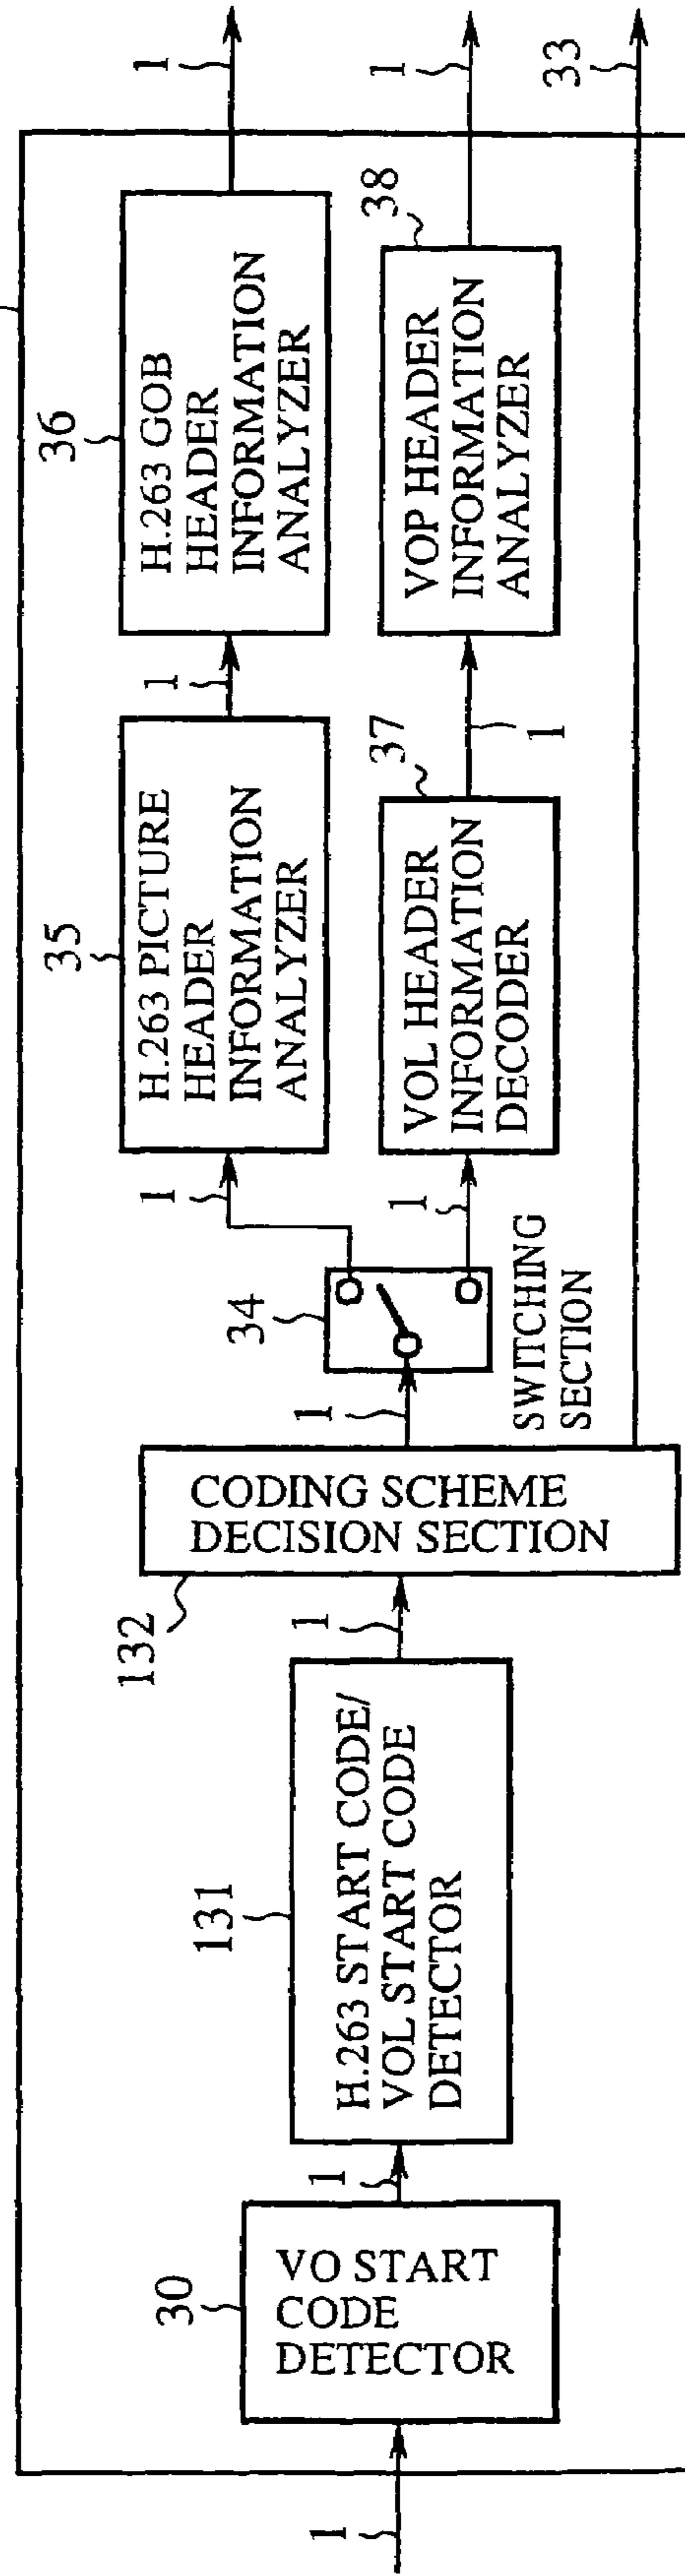 1
30
VO START
CODE
DETECTOR
1
131
H.263 START CODE/
VOL START CODE
DETECTOR
1
132
CODING SCHEME
DECISION SECTION
1
34
SWITCHING
SECTION
1
35
H.263 PICTURE
HEADER
INFORMATION
ANALYZER
1
36
H.263 GOB
HEADER
INFORMATION
ANALYZER
1
1
37
VOL HEADER
INFORMATION
DECODER
1
38
VOP HEADER
INFORMATION
ANALYZER
1
33